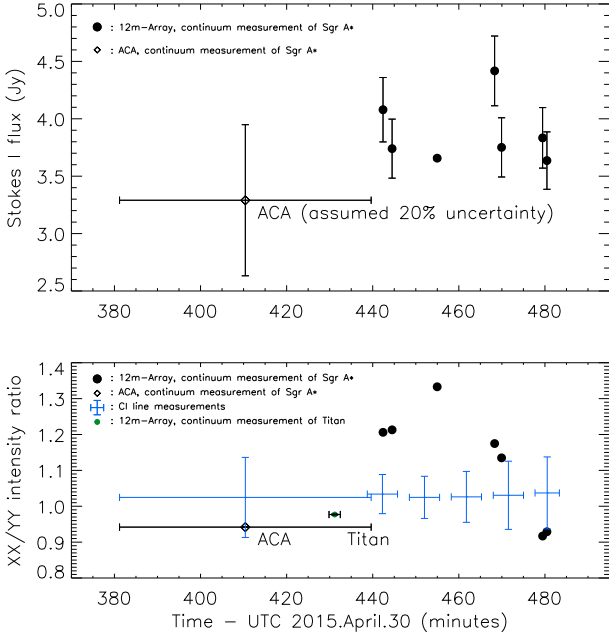 5.0
: 12m-Array, continuum measurement of Sgr A*
: ACA, continuum measurement of Sgr A*
4.5
4.0
3.5
3.0
2.5
Stokes I flux (Jy)
ACA (assumed 20% uncertainty)
380 400 420 440 460 480
1.4
: 12m-Array, continuum measurement of Sgr A*
: ACA, continuum measurement of Sgr A*
: CI line measurements
: 12m-Array, continuum measurement of Titan
1.3
1.2
1.1
1.0
0.9
0.8
XX/YY intensity ratio
ACA Titan
380 400 420 440 460 480
Time - UTC 2015.April.30 (minutes)